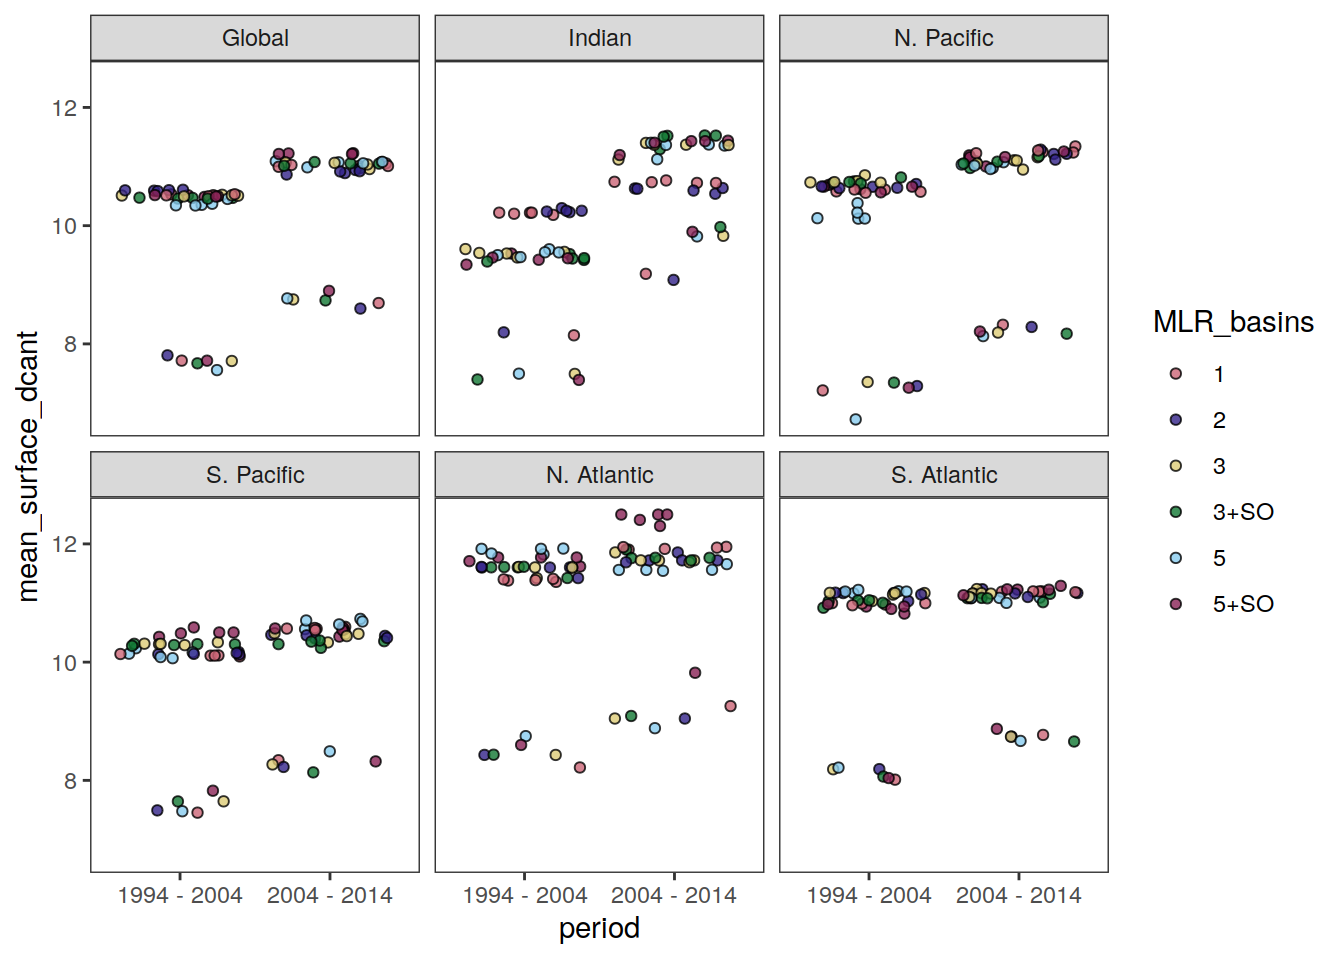 Global
Indian
N. Pacific
12
10
8
S. Pacific
N. Atlantic
S. Atlantic
12
10
8
mean_surface_dcant
1994 - 2004
2004 - 2014
1994 - 2004
2004 - 2014
1994 - 2004
2004 - 2014
period
MLR_basins
1
2
3
3+SO
5
5+SO